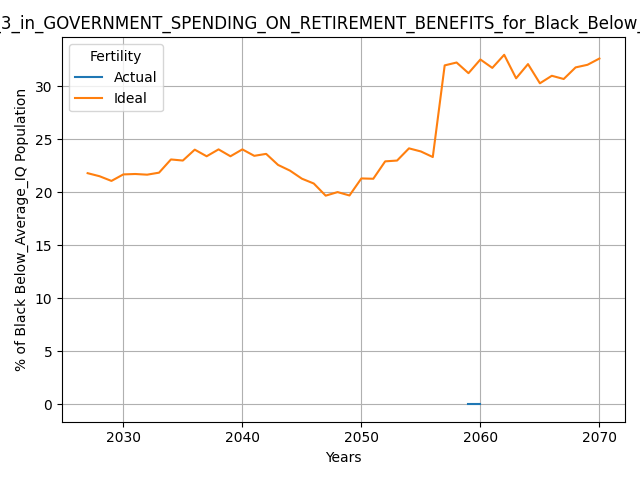 _3_in_GOVERNMENT_SPENDING_ON_RETIREMENT_BENEFITS_for_Black_Below_
Fertility
Actual
Ideal
% of Black Below_Average_IQ Population
30
25
20
15
10
5
0
2030 2040 2050 2060 2070
Years